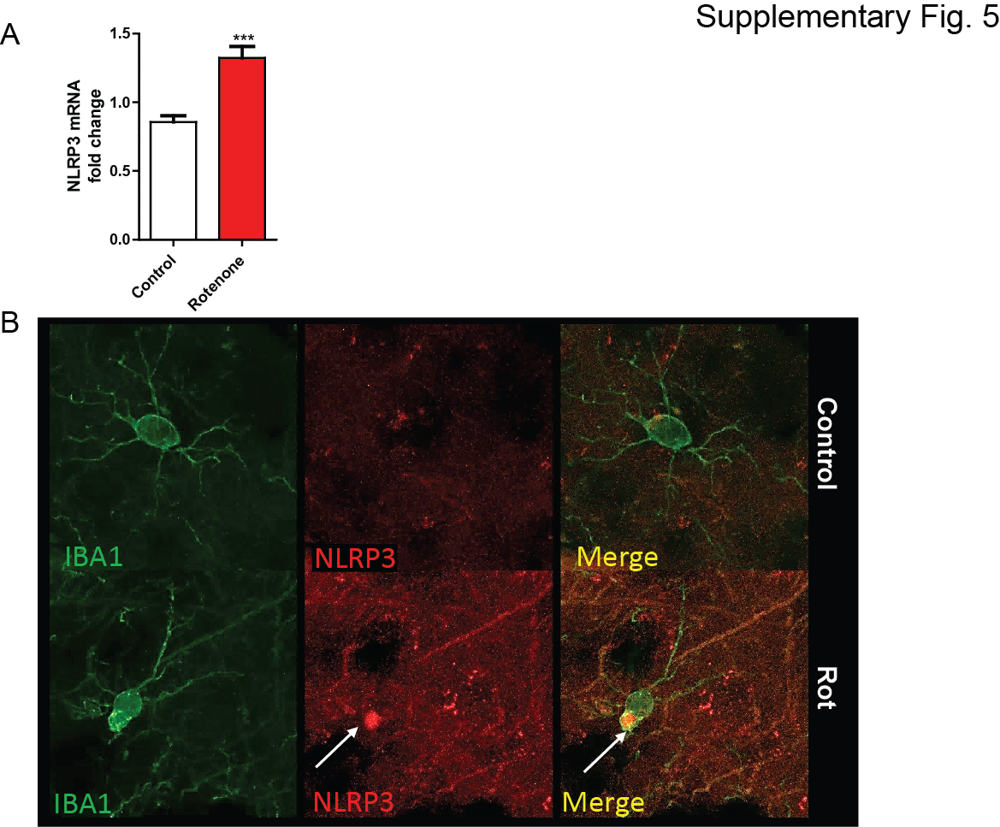 Supplementary Fig. 5
A
1.5
1.0
0.5
0.0
NLRP3 mRNA
fold change
***
Control
Rotenone
B
IBA1
NLRP3
Merge
Control
IBA1
NLRP3
Merge
Rot